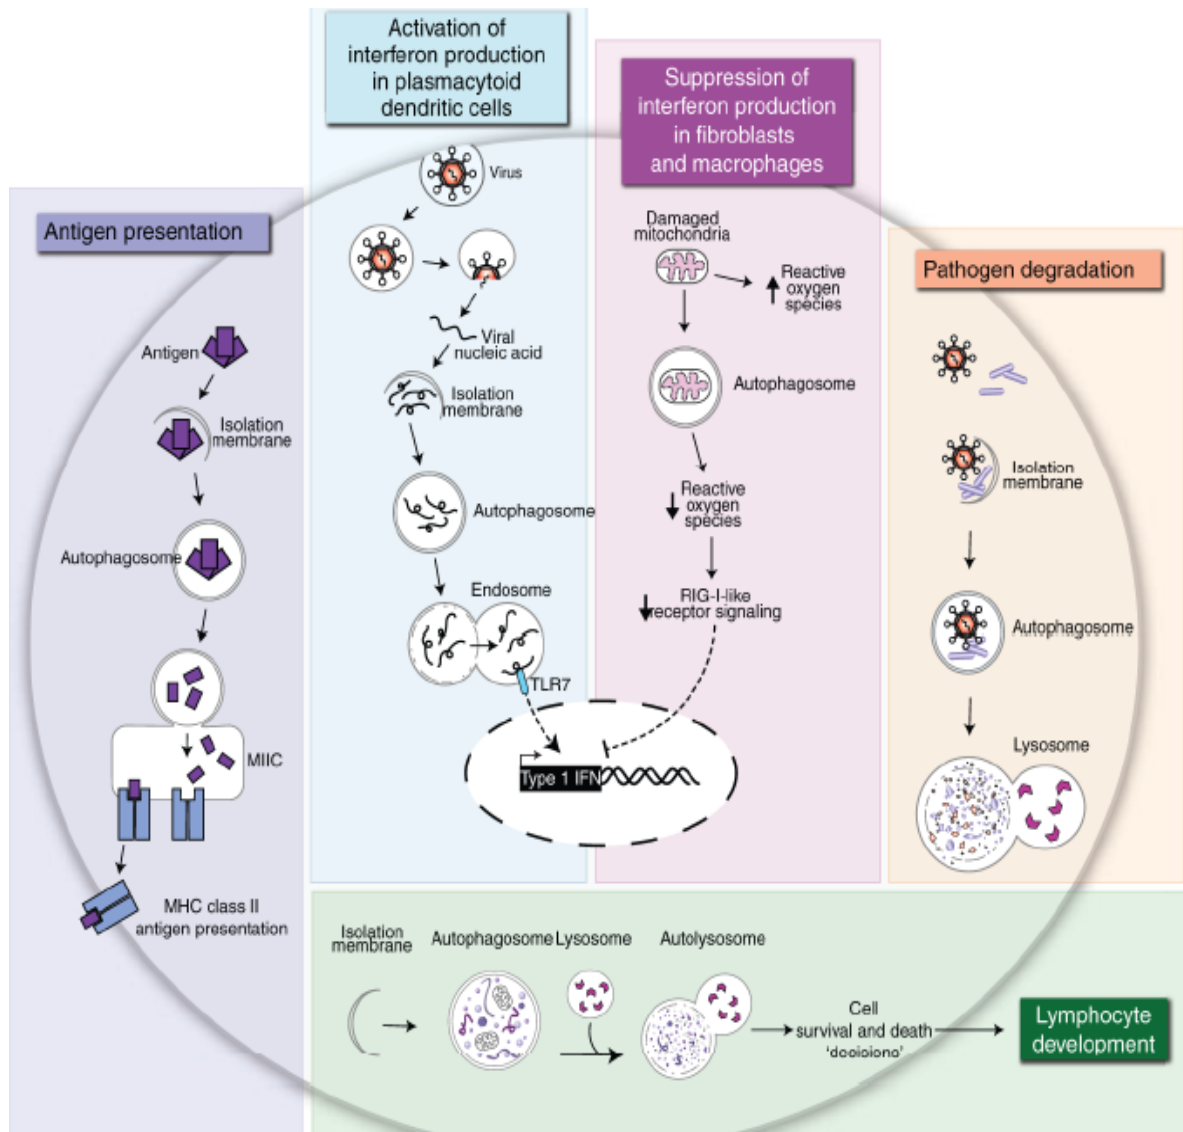 Activation of
interferon production
in plasmacytoid
dendritic cells
Suppression of
interferon production
in fibroblasts
and macrophages
Antigen presentation
Pathogen degradation
Antigen
Isolation
membrane
Autophagosome
MIIC
MHC class II
antigen presentation
Virus
Viral
nucleic acid
Isolation
membrane
Autophagosome
Endosome
TLR7
Type 1 IFN
Damaged
mitochondria
Reactive
oxygen
species
Autophagosome
Reactive
oxygen
species
RIG-I-like
receptor signaling
Isolation
membrane
Autophagosome
Lysosome
Isolation
membrane
Autophagosome
Lysosome
Autolysosome
Cell
survival and death
'decisions'
Lymphocyte
development